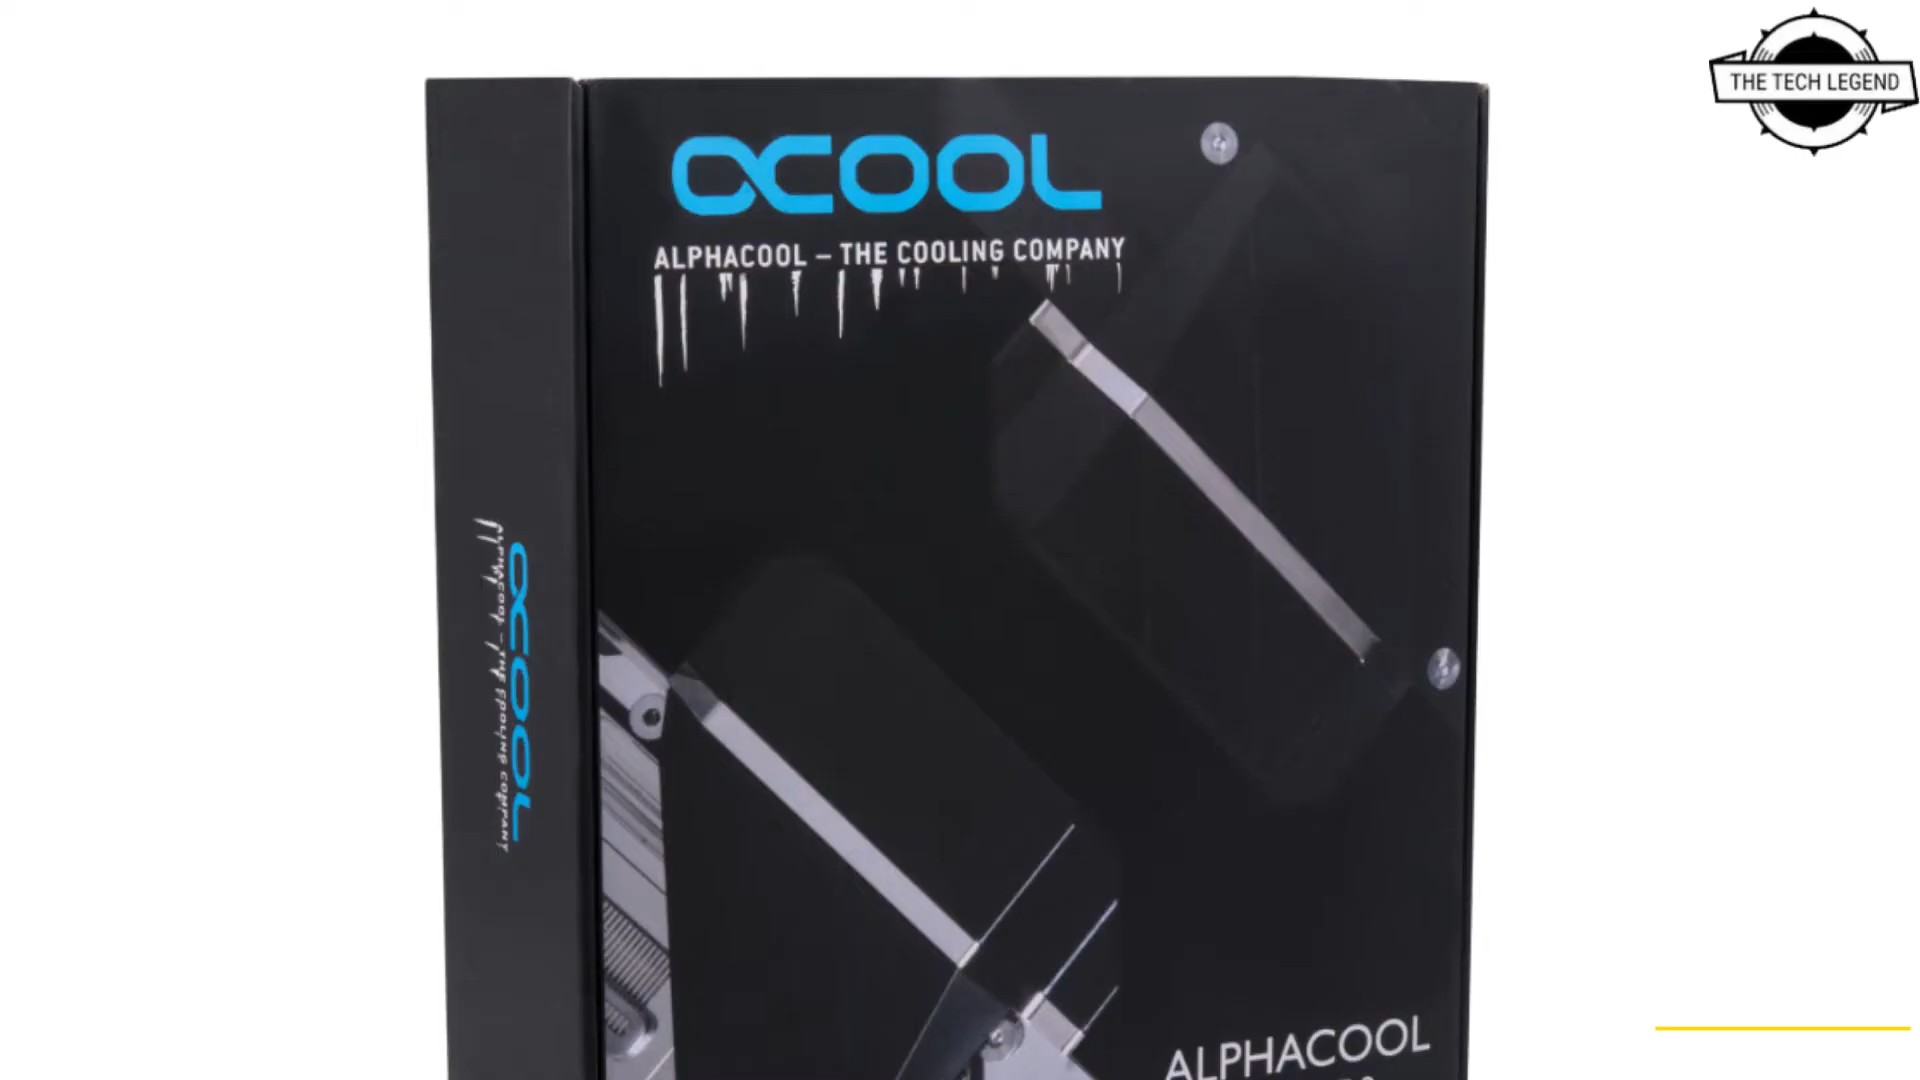 THE TECH LEGEND
αCOOL
ALPHACOOL – THE COOLING COMPANY
αCOOL
ALPHACOOL – THE COOLING COMPANY
ALPHACOOL